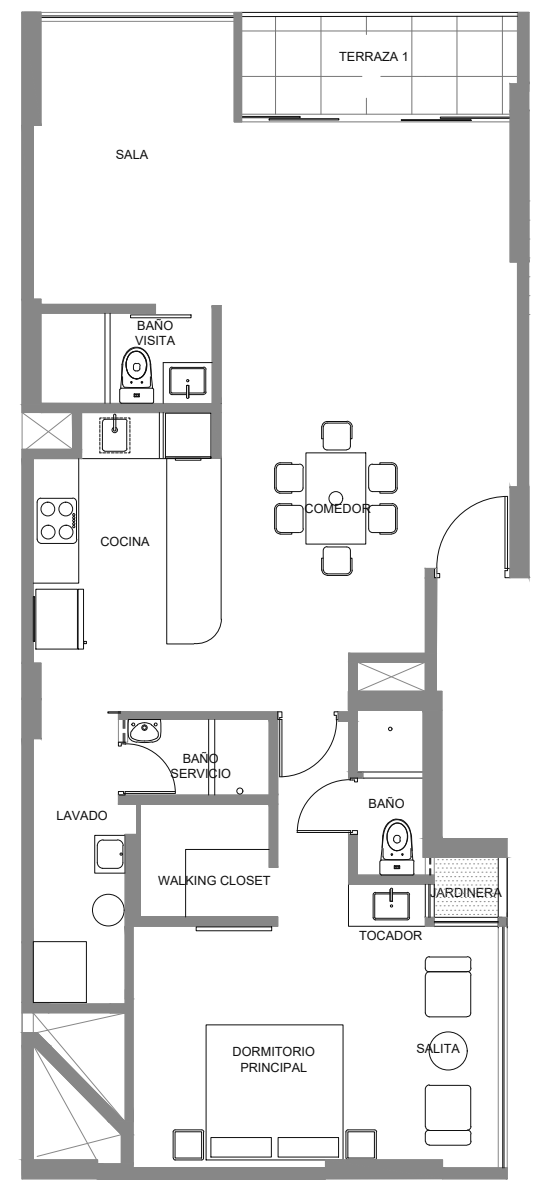 TERRAZA 1
SALA
BAÑO
VISITA
COMEDOR
COCINA
BAÑO
SERVICIO
BAÑO
LAVADO
WALKING CLOSET
JARDINERA
TOCADOR
SALITA
DORMITORIO
PRINCIPAL